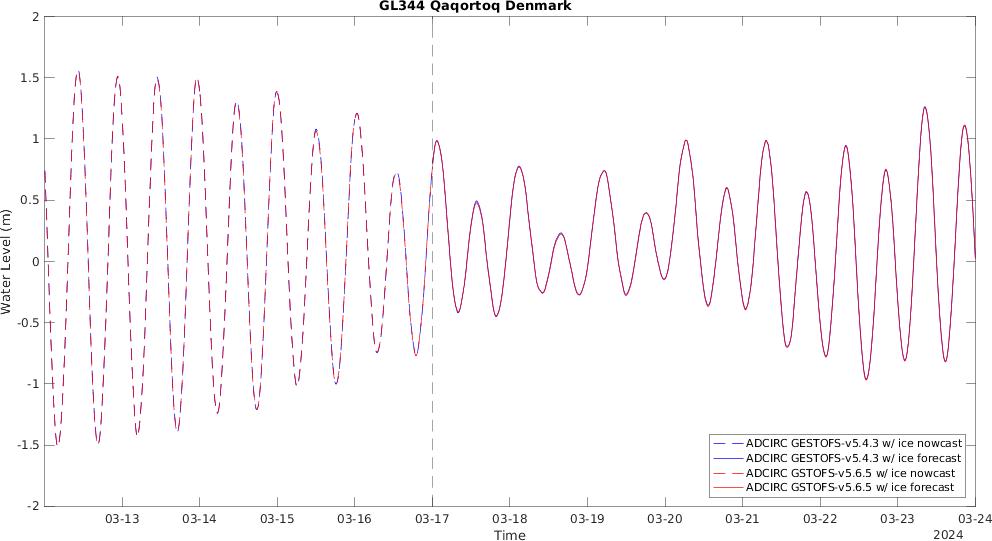 GL344 Qaqortoq Denmark
2
1.5
1
0.5
0
-0.5
-1
-1.5
-2
Water Level (m)
ADCIRC GESTOFS-v5.4.3 w/ ice nowcast
ADCIRC GESTOFS-v5.4.3 w/ ice forecast
ADCIRC GSTOFS-v5.6.5 w/ ice nowcast
ADCIRC GSTOFS-v5.6.5 w/ ice forecast
03-13 03-14 03-15 03-16 03-17 03-18 03-19 03-20 03-21 03-22 03-23 03-24
Time
2024